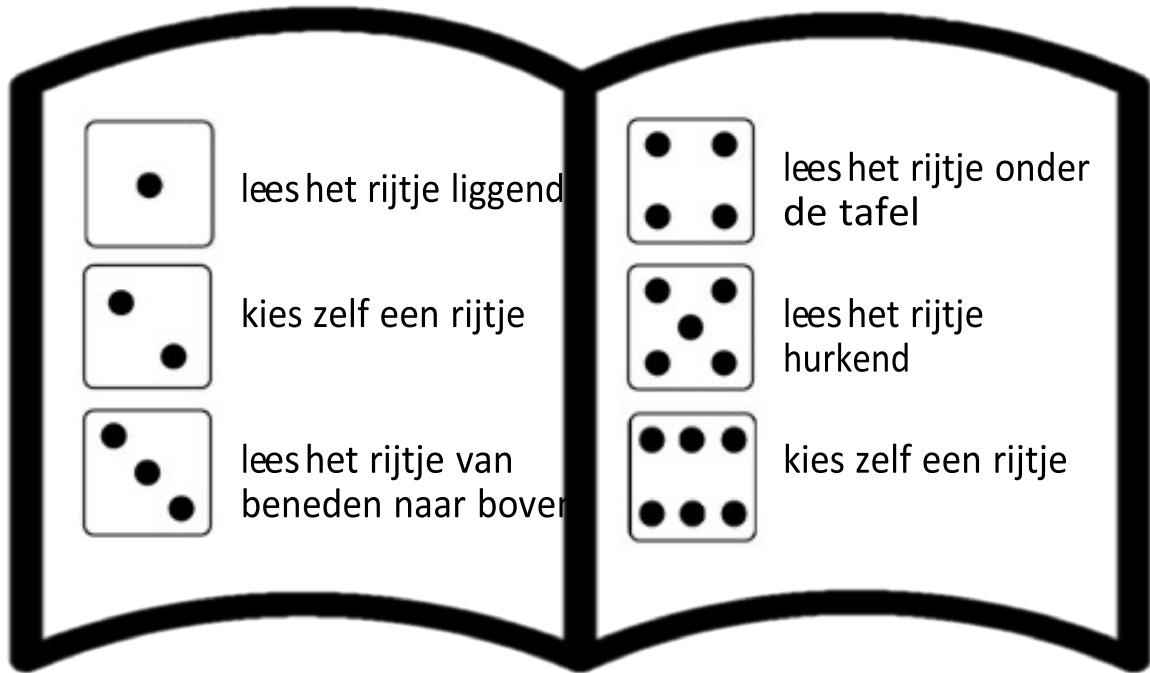 lees het rijtje liggend
kies zelf een rijtje
lees het rijtje van
beneden naar boven
lees het rijtje onder
de tafel
lees het rijtje
hurkend
kies zelf een rijtje